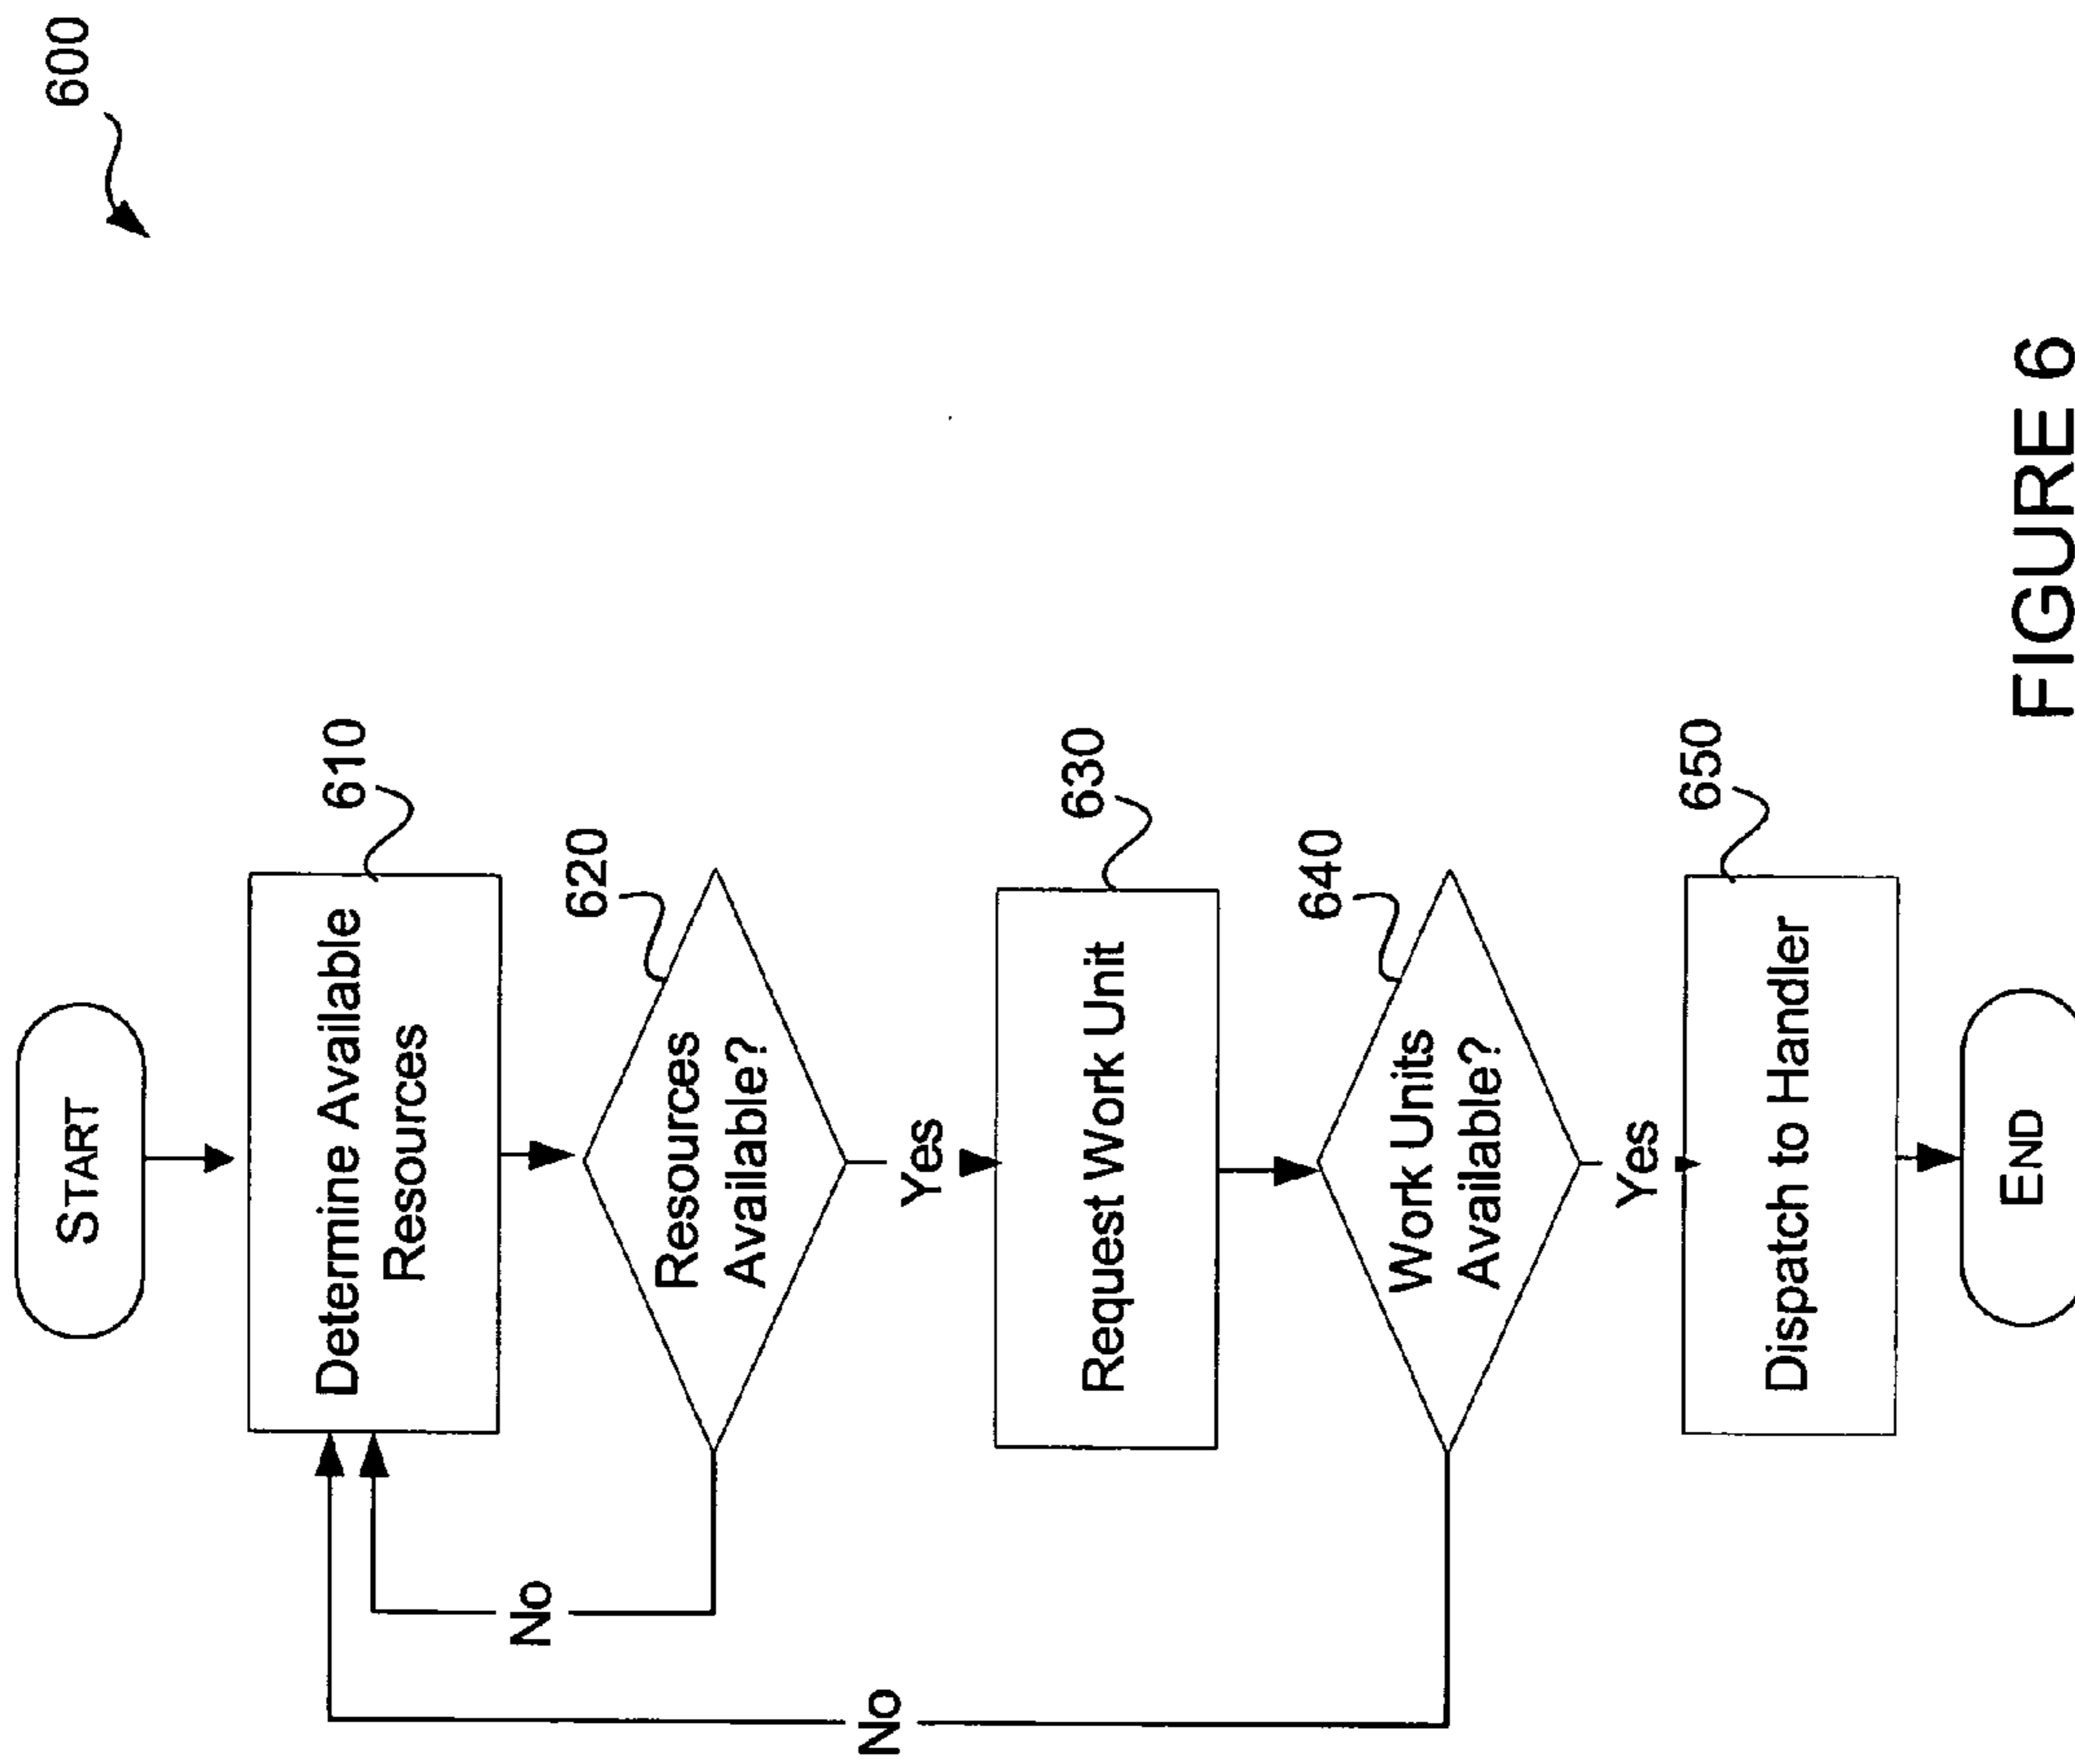 600
START
610
Determine Available
Resources
620
Resources
Available?
No
Yes
630
Request Work Unit
640
Work Units
Available?
No
Yes
650
Dispatch to Handler
END
FIGURE 6